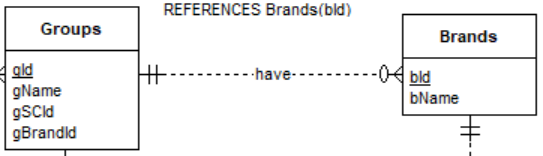 REFERENCES Brands(bId)
Groups
gId
gName
gSCId
gBrandId
have
Brands
bId
bName